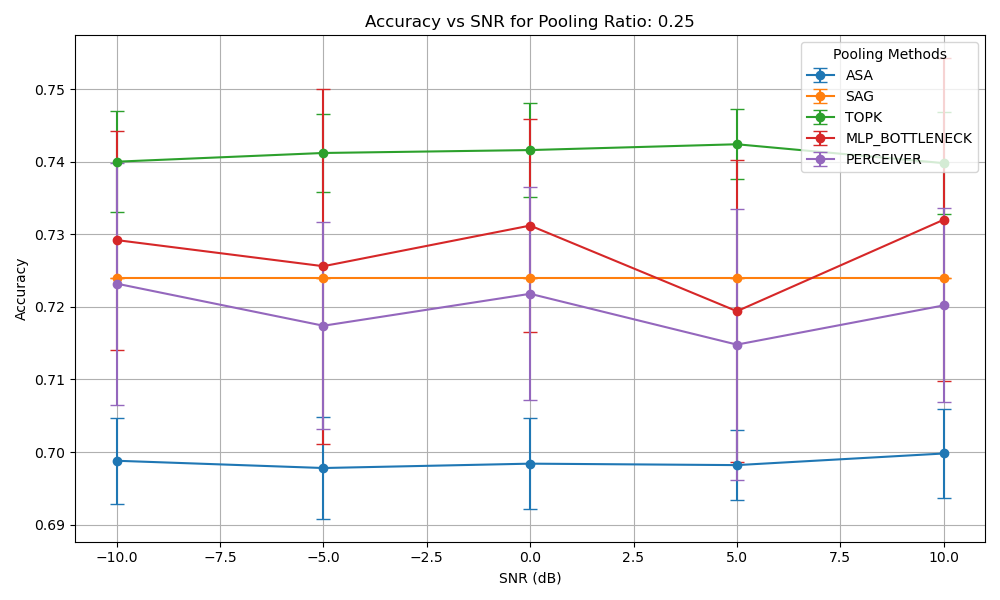 Accuracy vs SNR for Pooling Ratio: 0.25
Pooling Methods
ASA
SAG
TOPK
MLP_BOTTLENECK
PERCEIVER
Accuracy
0.75
0.74
0.73
0.72
0.71
0.70
0.69
−10.0 −7.5 −5.0 −2.5 0.0 2.5 5.0 7.5 10.0
SNR (dB)